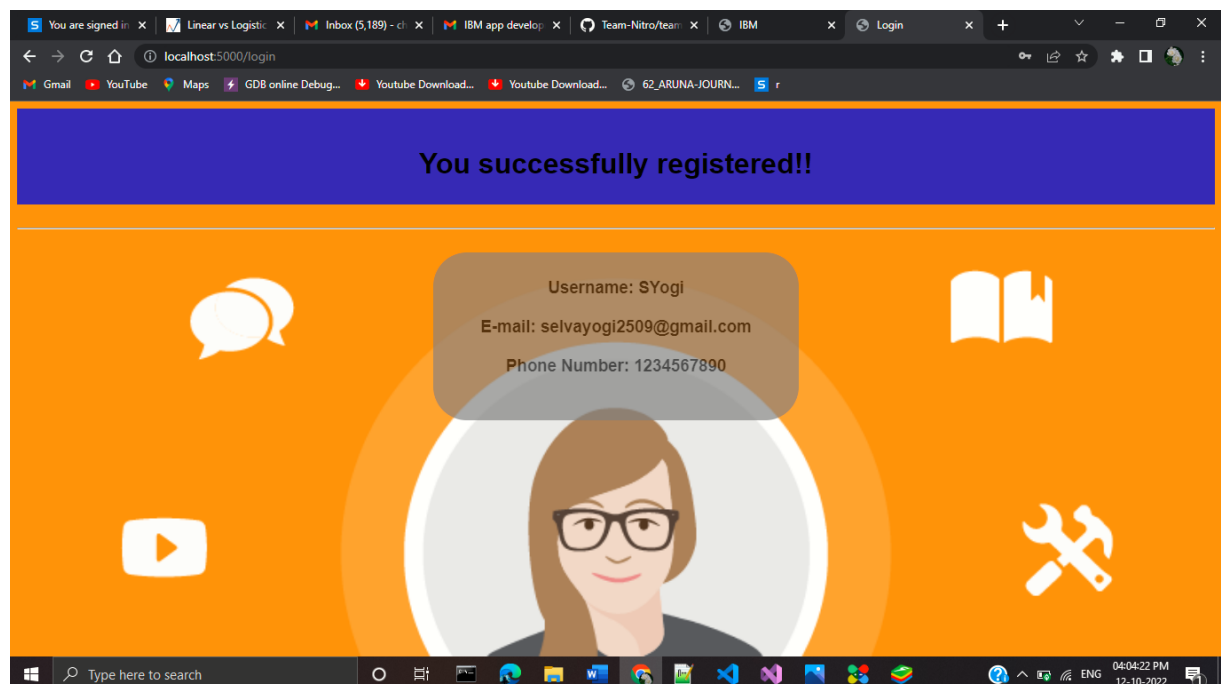 You are signed in
Linear vs Logistic
Inbox (5,189) - ch
IBM app develop
Team-Nitro/team
IBM
Login
localhost:5000/login
Gmail
YouTube
Maps
GDB online Debug...
Youtube Download...
Youtube Download...
62_ARUNA-JOURN...
r
You successfully registered!!
Username: SYogi
E-mail: selvayogi2509@gmail.com
Phone Number: 1234567890
Type here to search
ENG
04:04:22 PM
12-10-2022